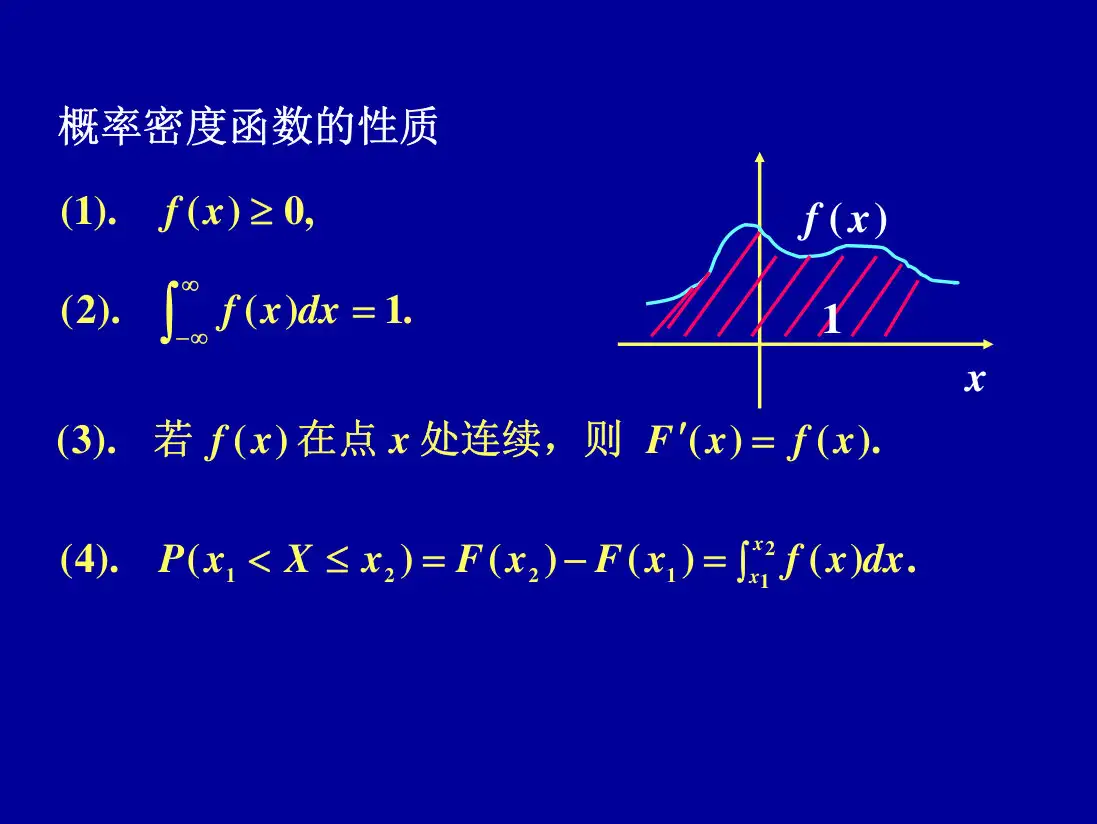 概率密度函数的性质
(1). f(x) ≥ 0,
f(x)
(2). ∫_{-∞}^{∞} f(x)dx = 1.
1
x
(3). 若 f(x) 在点 x 处连续，则 F′(x) = f(x).
(4). P(x₁ < X ≤ x₂) = F(x₂) − F(x₁) = ∫_{x1}^{x2} f(x)dx.